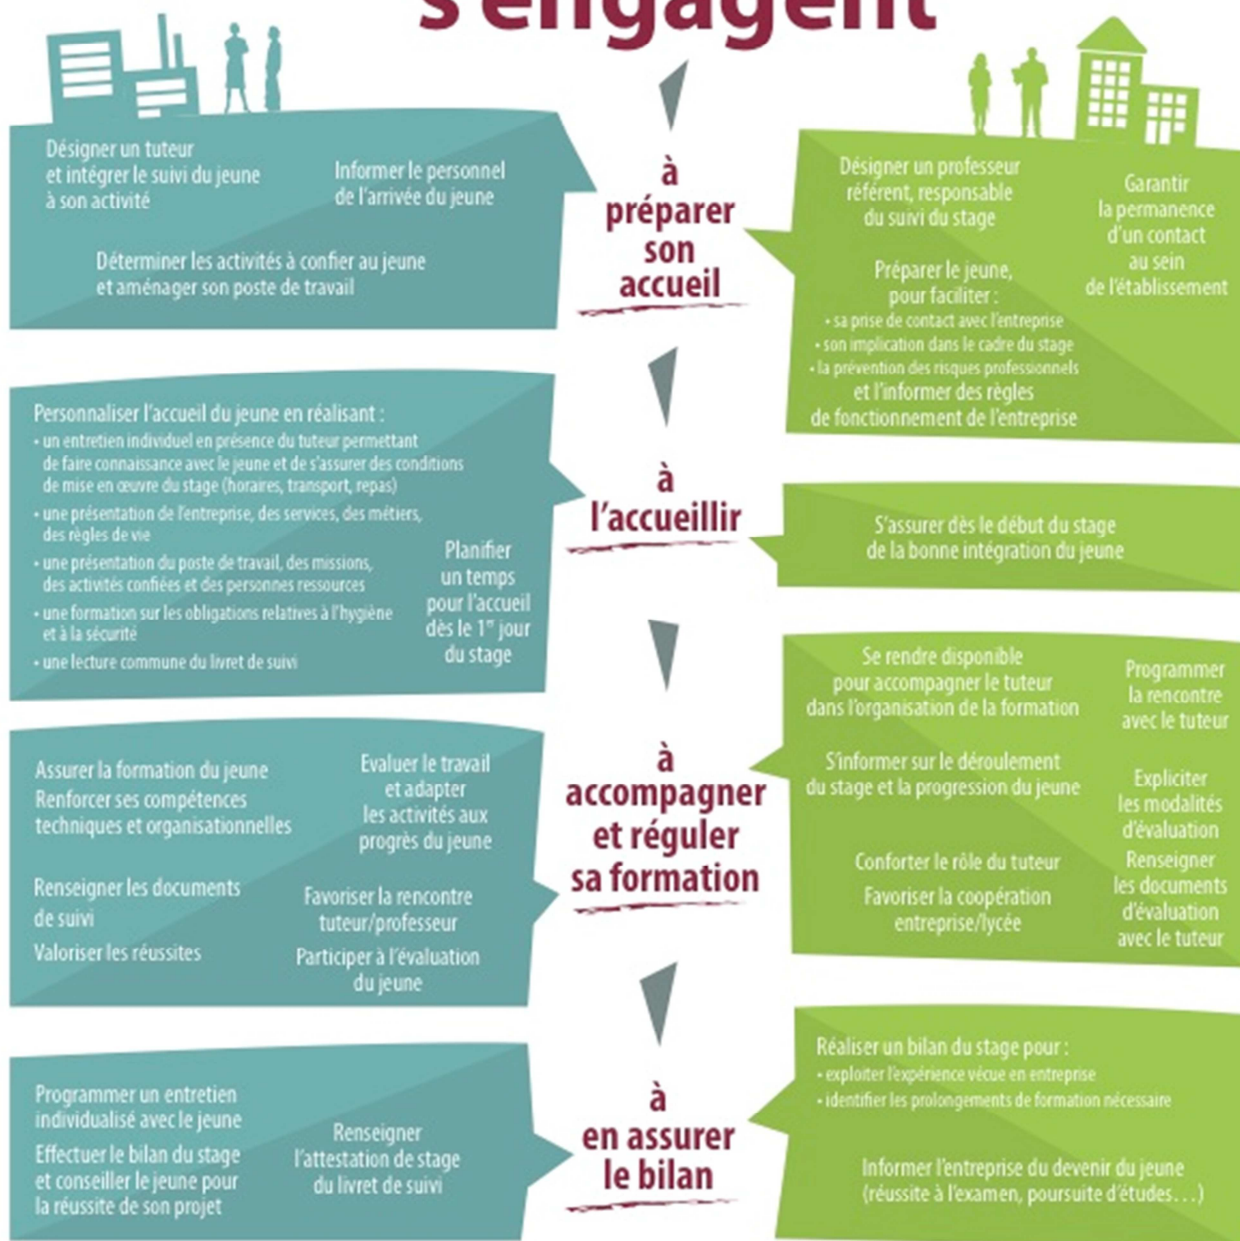 s'engagent
Désigner un tuteur
et intégrer le suivi du jeune
à son activité
Informer le personnel
de l'arrivée du jeune
Déterminer les activités à confier au jeune
et aménager son poste de travail
à
préparer
son
accueil
Désigner un professeur
référent, responsable
du suivi du stage
Garantir
la permanence
d'un contact
au sein
de l'établissement
Préparer le jeune,
pour faciliter :
• sa prise de contact avec l'entreprise
• son implication dans le cadre du stage
• la prévention des risques professionnels
et l'informer des règles
de fonctionnement de l'entreprise
Personnaliser l'accueil du jeune en réalisant :
• un entretien individuel en présence du tuteur permettant
de faire connaissance avec le jeune et de s'assurer des conditions
de mise en œuvre du stage (horaires, transport, repas)
• une présentation de l'entreprise, des services, des métiers,
des règles de vie
• une présentation du poste de travail, des missions,
des activités confiées et des personnes ressources
• une formation sur les obligations relatives à l'hygiène
et à la sécurité
• une lecture commune du livret de suivi
Planifier
un temps
pour l'accueil
dès le 1er jour
du stage
à
l'accueillir
S'assurer dès le début du stage
de la bonne intégration du jeune
Assurer la formation du jeune
Renforcer ses compétences
techniques et organisationnelles
Renseigner les documents
de suivi
Valoriser les réussites
Evaluer le travail
et adapter
les activités aux
progrès du jeune
Favoriser la rencontre
tuteur/professeur
Participer à l'évaluation
du jeune
à
accompagner
et réguler
sa formation
Se rendre disponible
pour accompagner le tuteur
dans l'organisation de la formation
S'informer sur le déroulement
du stage et la progression du jeune
Conforter le rôle du tuteur
Favoriser la coopération
entreprise/lycée
Programmer
la rencontre
avec le tuteur
Expliciter
les modalités
d'évaluation
Renseigner
les documents
d'évaluation
avec le tuteur
Programmer un entretien
individualisé avec le jeune
Effectuer le bilan du stage
et conseiller le jeune pour
la réussite de son projet
Renseigner
l'attestation de stage
du livret de suivi
à
en assurer
le bilan
Réaliser un bilan du stage pour :
• exploiter l'expérience vécue en entreprise
• identifier les prolongements de formation nécessaire
Informer l'entreprise du devenir du jeune
(réussite à l'examen, poursuite d'études…)